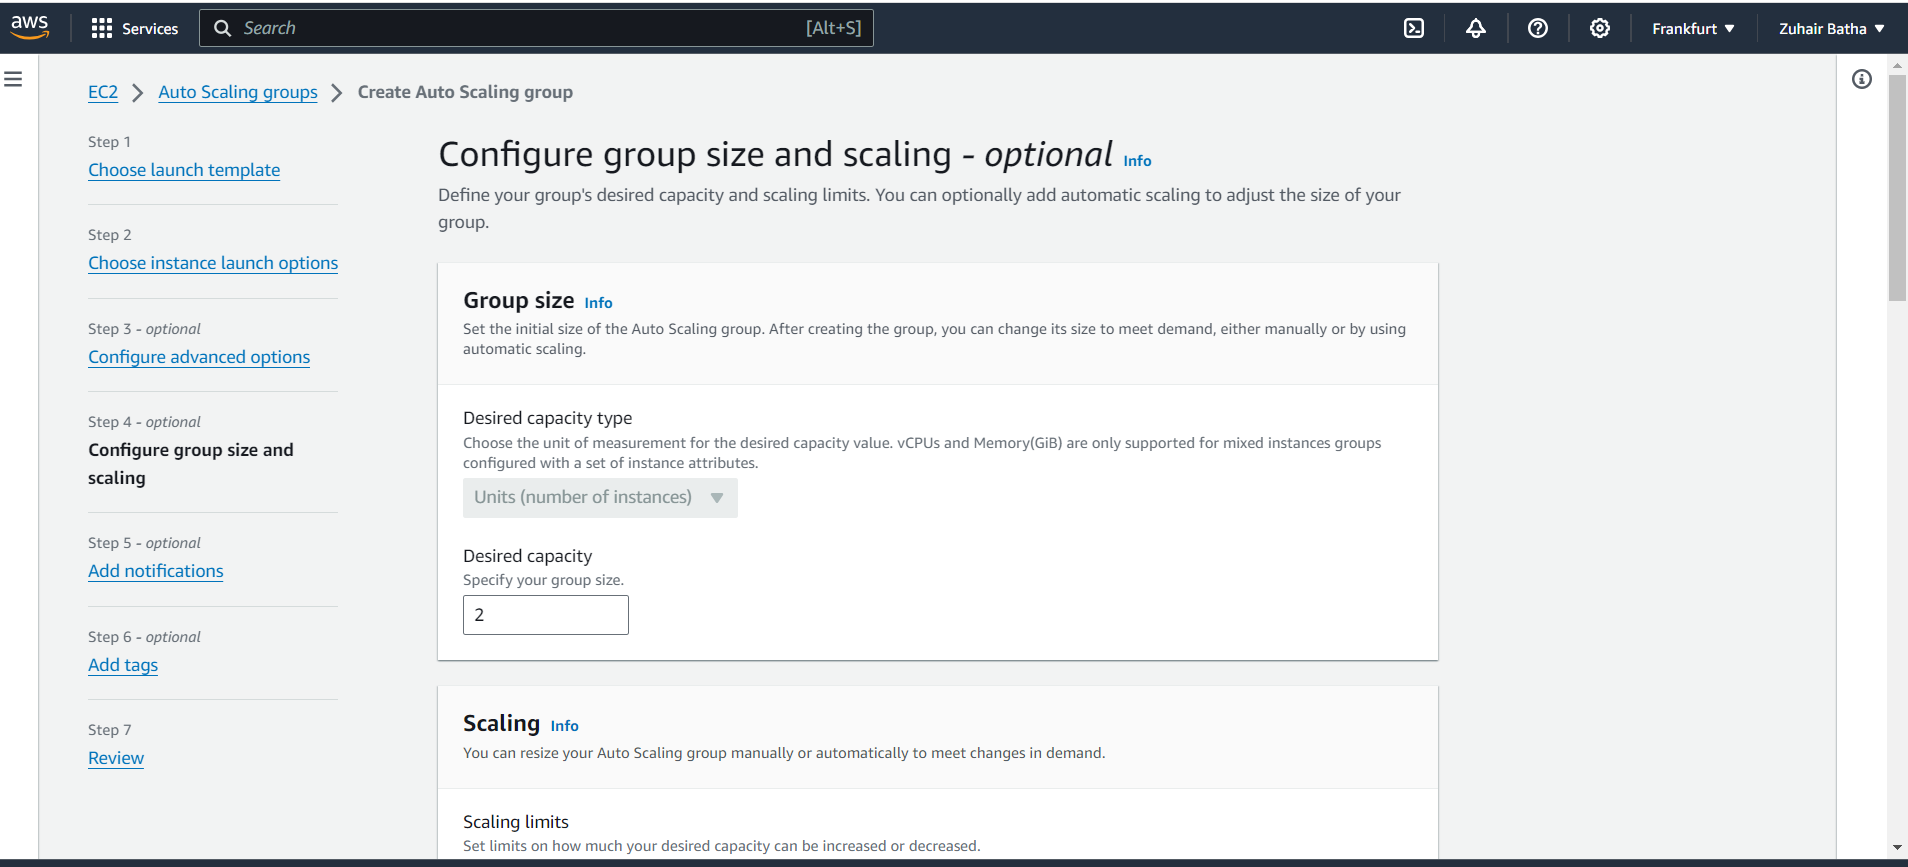 aws
Services
Search
[Alt+S]
Frankfurt
Zuhair Batha
EC2
Auto Scaling groups
Create Auto Scaling group
Step 1
Choose launch template
Step 2
Choose instance launch options
Step 3 - optional
Configure advanced options
Step 4 - optional
Configure group size and
scaling
Step 5 - optional
Add notifications
Step 6 - optional
Add tags
Step 7
Review
Configure group size and scaling - optional Info
Define your group's desired capacity and scaling limits. You can optionally add automatic scaling to adjust the size of your
group.
Group size Info
Set the initial size of the Auto Scaling group. After creating the group, you can change its size to meet demand, either manually or by using
automatic scaling.
Desired capacity type
Choose the unit of measurement for the desired capacity value. vCPUs and Memory(GiB) are only supported for mixed instances groups
configured with a set of instance attributes.
Units (number of instances)
Desired capacity
Specify your group size.
2
Scaling Info
You can resize your Auto Scaling group manually or automatically to meet changes in demand.
Scaling limits
Set limits on how much your desired capacity can be increased or decreased.